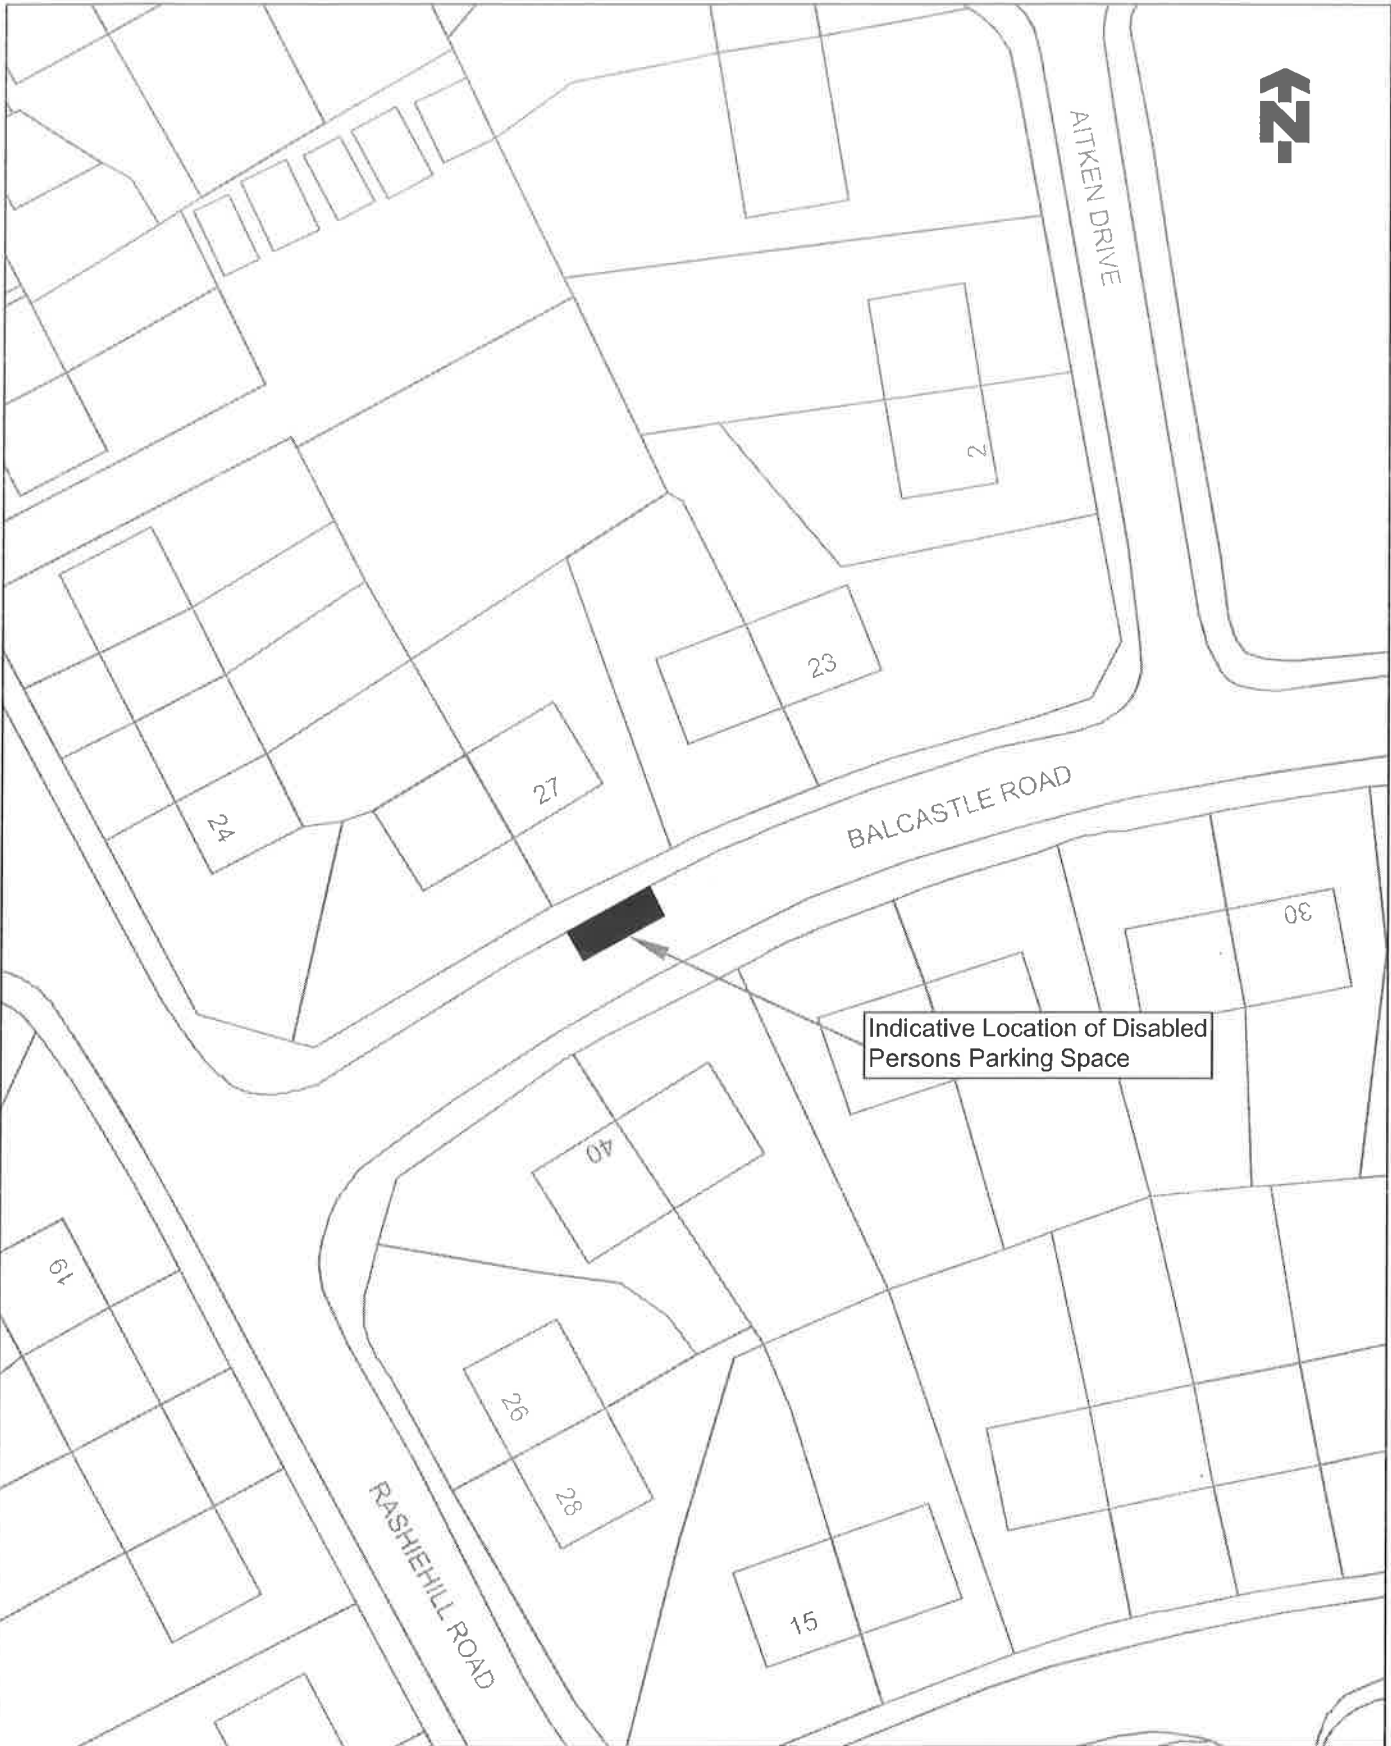 N
AITKEN DRIVE
2
23
27
24
BALCASTLE ROAD
30
Indicative Location of Disabled
Persons Parking Space
40
19
26
28
RASHIEHILL ROAD
15